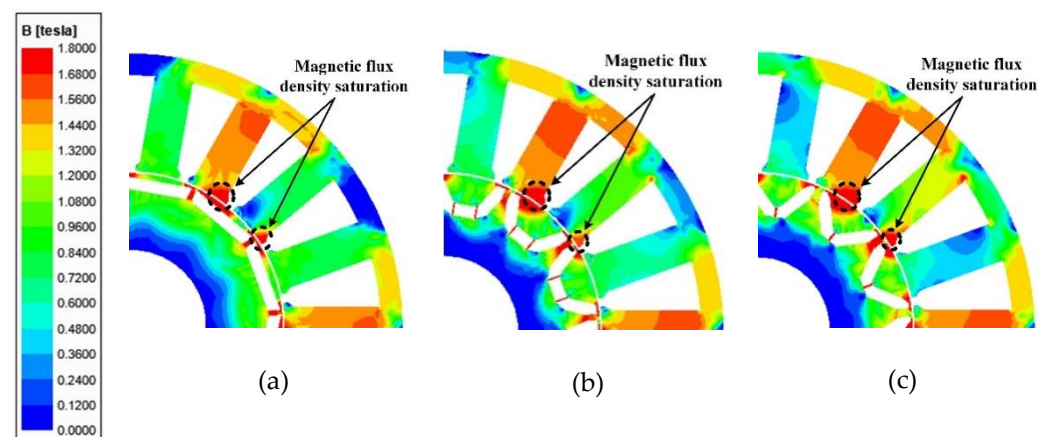 B [tesla]
1.8000
1.6800
1.5600
1.4400
1.3200
1.2000
1.0800
0.9600
0.8400
0.7200
0.6000
0.4800
0.3600
0.2400
0.1200
0.0000
Magnetic flux
density saturation
Magnetic flux
density saturation
Magnetic flux
density saturation
(a)
(b)
(c)